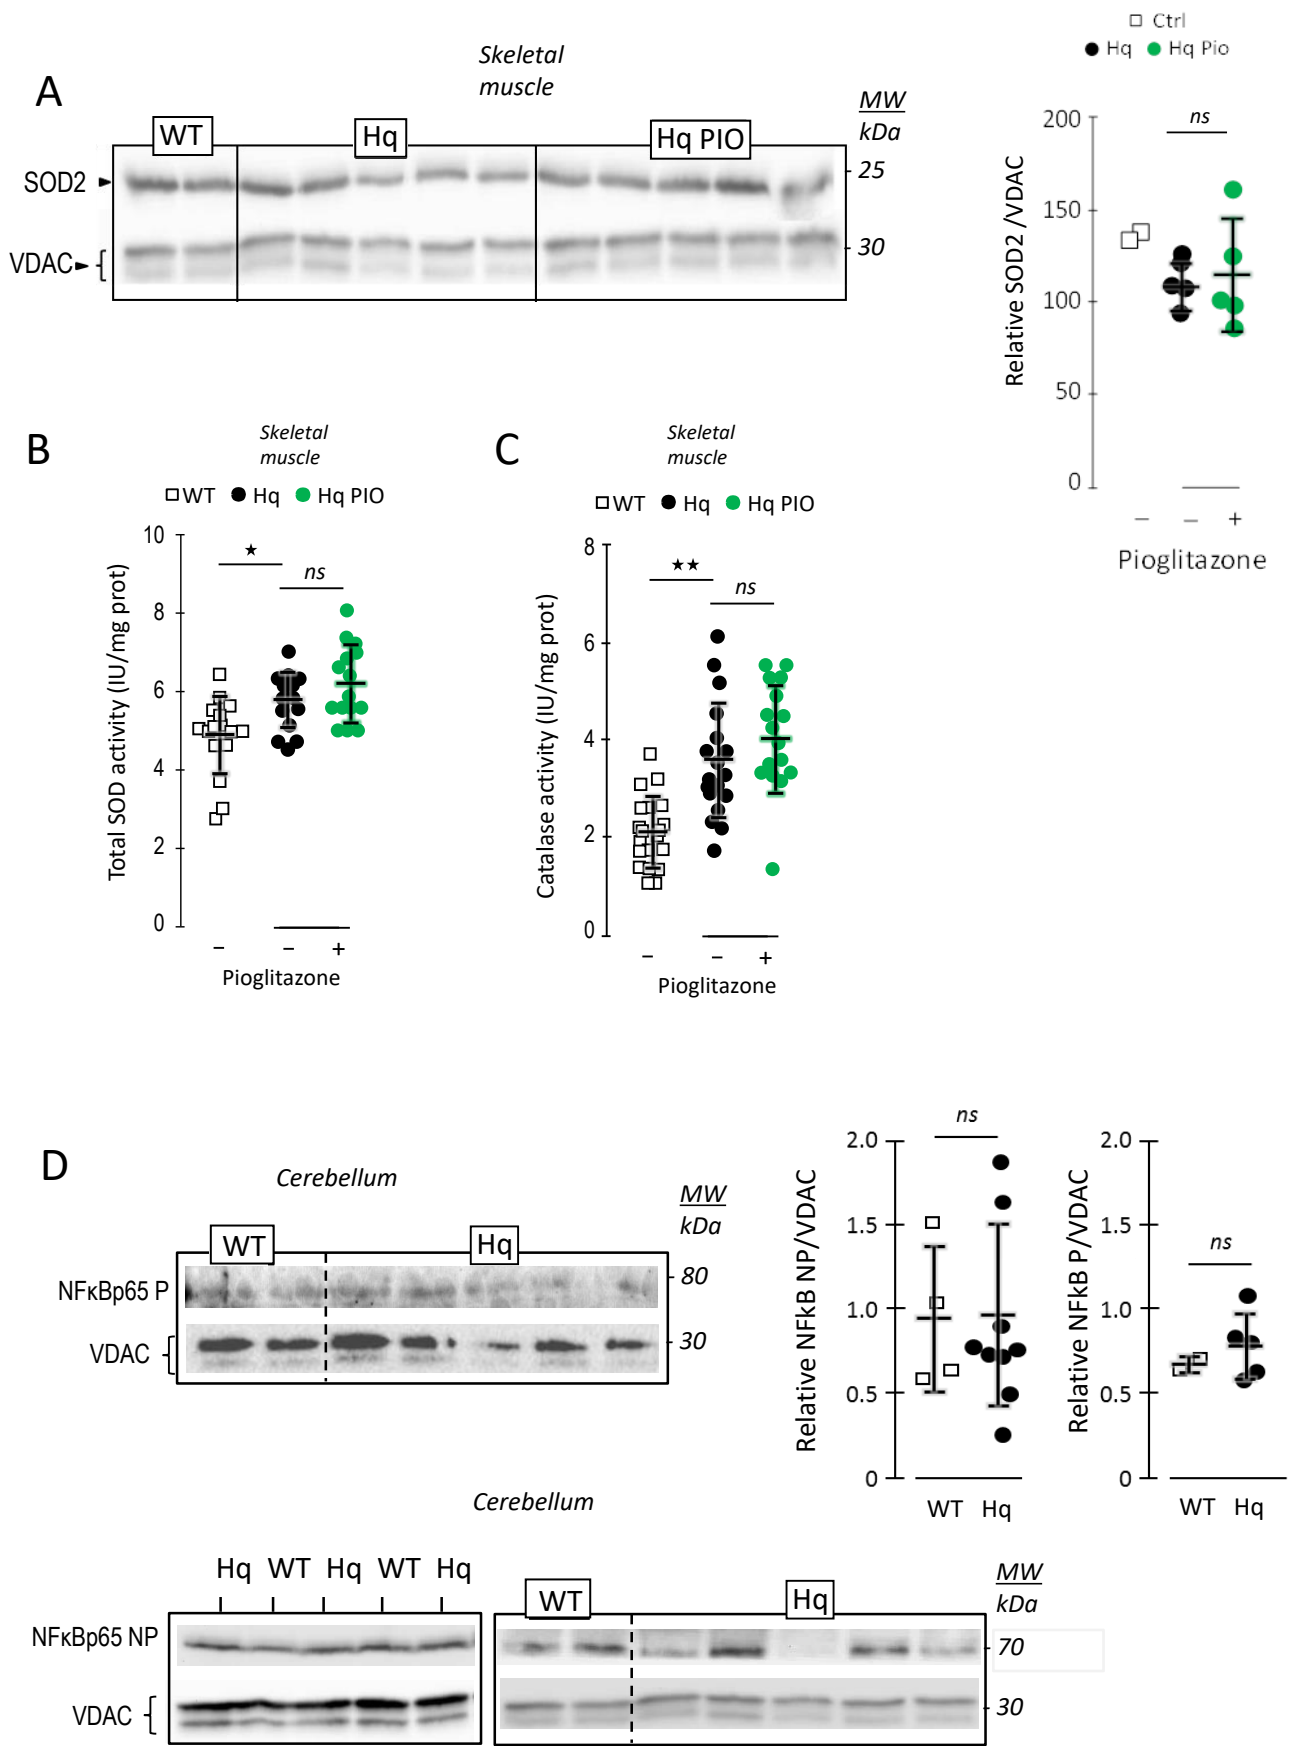 A
Skeletal
muscle
WT
Hq
Hq PIO
MW
kDa
SOD2
25
VDAC
30
Ctrl
Hq
Hq Pio
ns
200
150
100
50
0
Relative SOD2 /VDAC
– – +
Pioglitazone
B
Skeletal
muscle
WT Hq Hq PIO
10
8
6
4
2
0
Total SOD activity (IU/mg prot)
★
ns
– – +
Pioglitazone
C
Skeletal
muscle
WT Hq Hq PIO
8
6
4
2
0
Catalase activity (IU/mg prot)
★★
ns
– – +
Pioglitazone
D
Cerebellum
WT
Hq
MW
kDa
NFκBp65 P
80
VDAC
30
ns
2.0
1.5
1.0
0.5
0
Relative NFkB NP/VDAC
WT Hq
ns
2.0
1.5
1.0
0.5
0
Relative NFkB P/VDAC
WT Hq
Cerebellum
Hq WT Hq WT Hq
WT
Hq
MW
kDa
NFκBp65 NP
70
VDAC
30